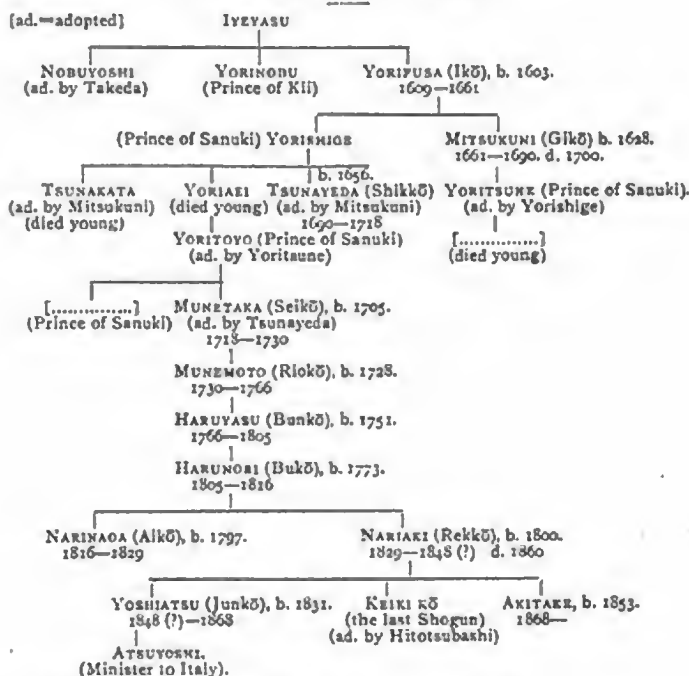 [ad.=adopted] IYEYASU
NOBUYOSHI YORINOBU YORIFUSA (Ikō), b. 1603.
(ad. by Takeda) (Prince of Kii) 1609—1661
(Prince of Sanuki) YORISHIGE MITSUKUNI (Gikō) b. 1628.
1661—1690. d. 1700.
b. 1656.
TSUNAKATA YORIAEI TSUNAYEDA (Shikkō) YORITSUNE (Prince of Sanuki).
(ad. by Mitsukuni) (died young) (ad. by Mitsukuni) (ad. by Yorishige)
(died young) 1690—1718
YORITOYO (Prince of Sanuki) [...............]
(ad. by Yoritsune) (died young)
[...............] MUNETAKA (Seikō), b. 1705.
(Prince of Sanuki) (ad. by Tsunayeda)
1718—1730
MUNEMOTO (Riokō), b. 1728.
1730—1766
HARUYASU (Bunkō), b. 1751.
1766—1805
HARUNORI (Bukō), b. 1773.
1805—1816
NARINAGA (Aikō), b. 1797. NARIAKI (Rekkō), b. 1800.
1816—1829 1829—1848 (?) d. 1860
YOSHIATSU (Junkō), b. 1831. KEIKI KŌ AKITAKE, b. 1853.
1848 (?)—1868 (the last Shogun) 1868—
(ad. by Hitotsubashi)
ATSUYOSHI.
(Minister to Italy).